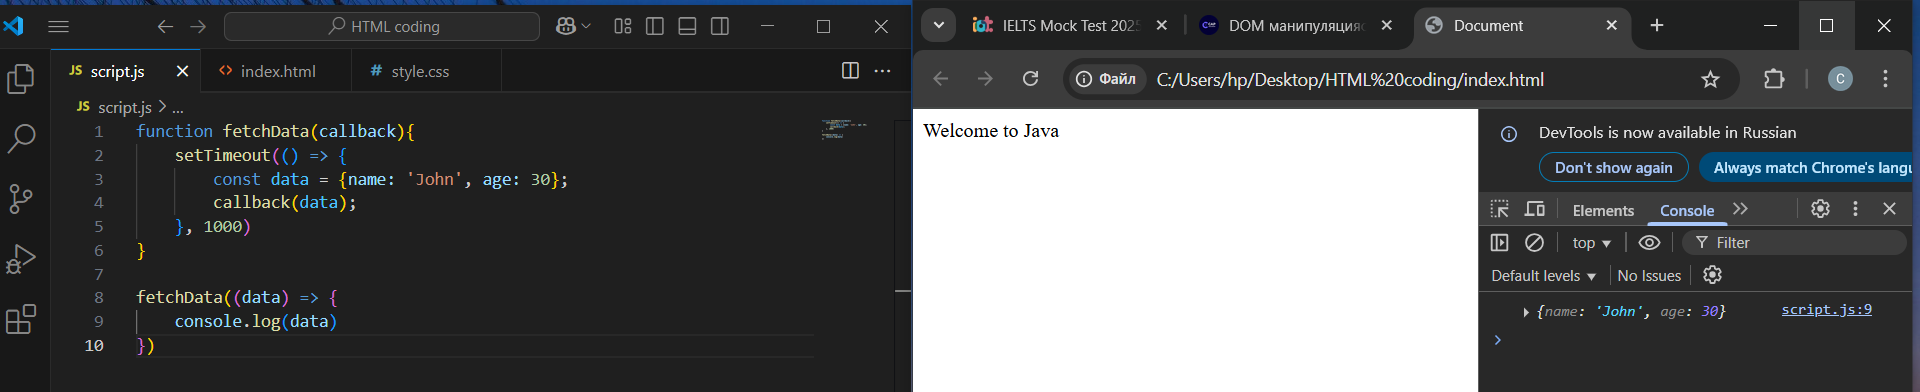 HTML coding
JS script.js
index.html
# style.css
JS script.js > ...
1 function fetchData(callback){
2 setTimeout(() => {
3 const data = {name: 'John', age: 30};
4 callback(data);
5 }, 1000)
6 }
7
8 fetchData((data) => {
9 console.log(data)
10 })
IELTS Mock Test 2025
DOM манипуляция
Document
Файл
C:/Users/hp/Desktop/HTML%20coding/index.html
C
Welcome to Java
DevTools is now available in Russian
Don't show again
Always match Chrome's langu
Elements
Console
top
Filter
Default levels
No Issues
{name: 'John', age: 30}
script.js:9